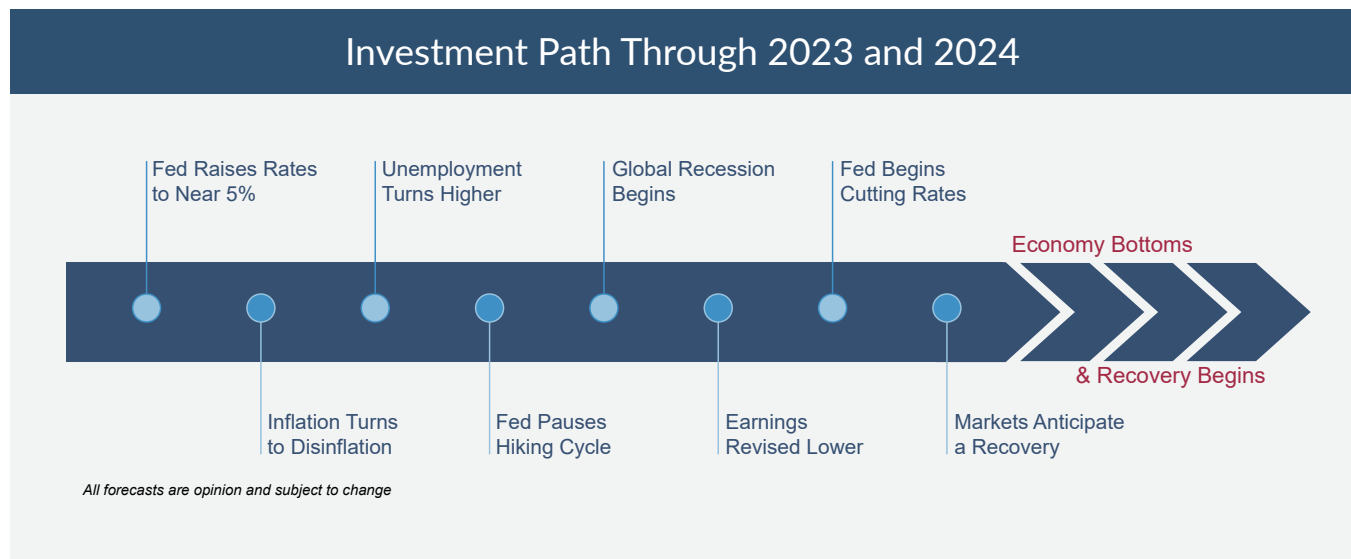 Investment Path Through 2023 and 2024
Fed Raises Rates
to Near 5%
Unemployment
Turns Higher
Global Recession
Begins
Fed Begins
Cutting Rates
Economy Bottoms
& Recovery Begins
Inflation Turns
to Disinflation
Fed Pauses
Hiking Cycle
Earnings
Revised Lower
Markets Anticipate
a Recovery
All forecasts are opinion and subject to change